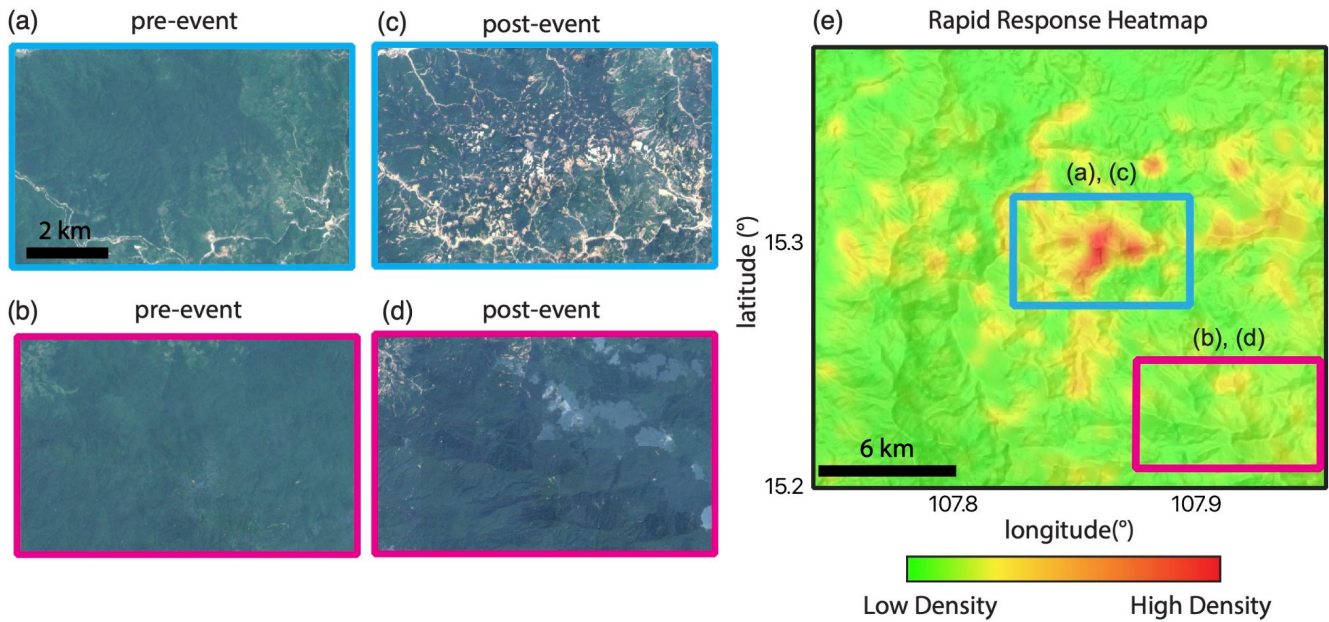 (a) pre-event
(c) post-event
2 km
(b) pre-event
(d) post-event
(e) Rapid Response Heatmap
(a), (c)
(b), (d)
6 km
15.3
15.2
latitude (°)
107.8 107.9
longitude(°)
Low Density High Density